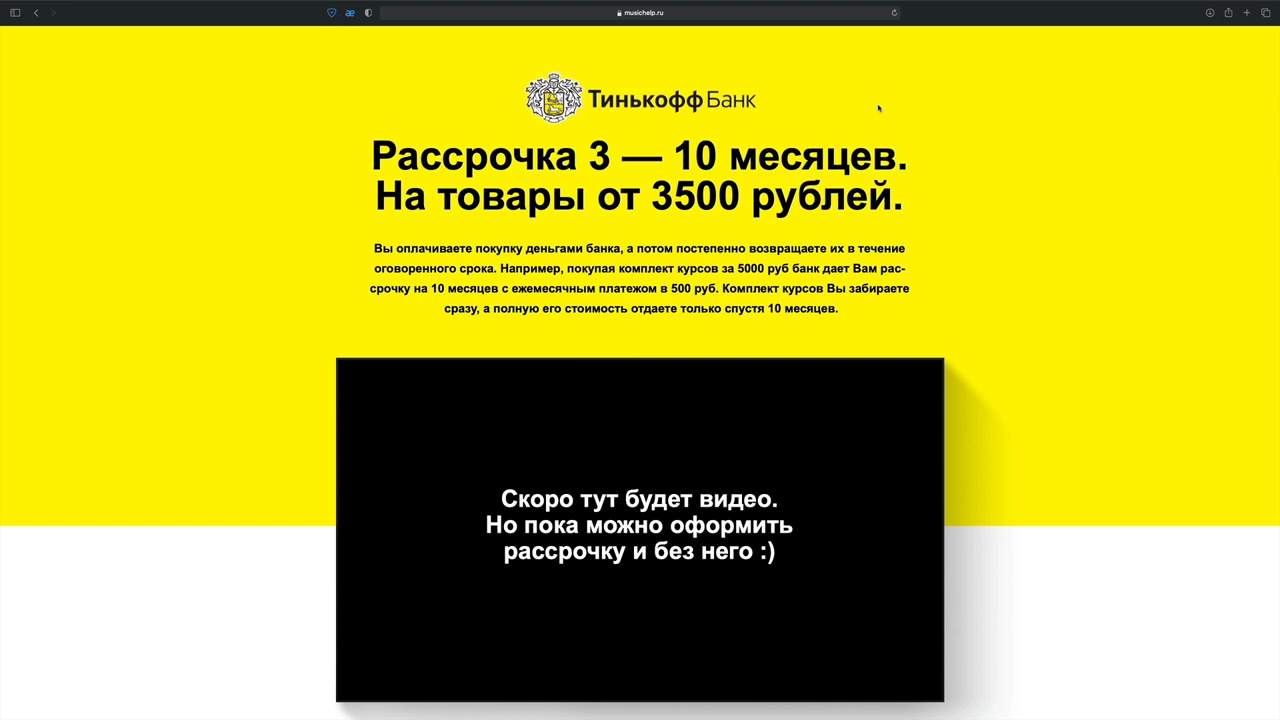 musichelp.ru
Тинькофф Банк
Рассрочка 3 — 10 месяцев.
На товары от 3500 рублей.
Вы оплачиваете покупку деньгами банка, а потом постепенно возвращаете их в течение
оговоренного срока. Например, покупая комплект курсов за 5000 руб банк дает Вам рас-
срочку на 10 месяцев с ежемесячным платежом в 500 руб. Комплект курсов Вы забираете
сразу, а полную его стоимость отдаете только спустя 10 месяцев.
Скоро тут будет видео.
Но пока можно оформить
рассрочку и без него :)